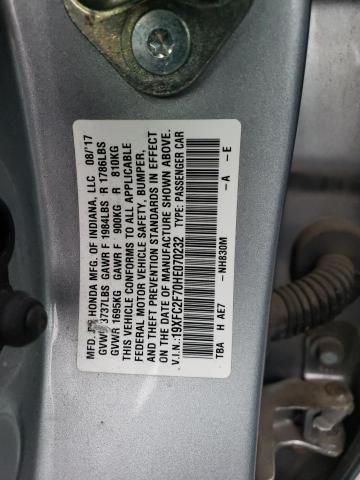 MFD. BY HONDA MFG. OF INDIANA, LLC 08/'17
GVWR 3737LBS GAWR F 1984LBS R 1786LBS
GVWR 1695KG GAWR F 900KG R 810KG
THIS VEHICLE CONFORMS TO ALL APPLICABLE
FEDERAL MOTOR VEHICLE SAFETY, BUMPER,
AND THEFT PREVENTION STANDARDS IN EFFECT
ON THE DATE OF MANUFACTURE SHOWN ABOVE.
V.I.N.:19XFC2F70HE070232 TYPE: PASSENGER CAR
TBA H AE7 –NH830M –A –E